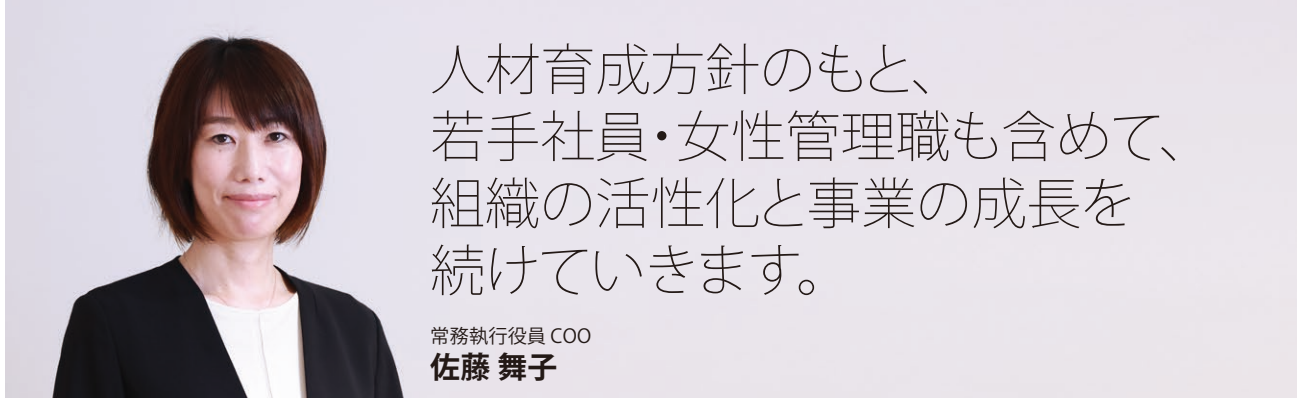 人材育成方針のもと、
若手社員・女性管理職も含めて、
組織の活性化と事業の成長を
続けていきます。
常務執行役員 COO
佐藤 舞子